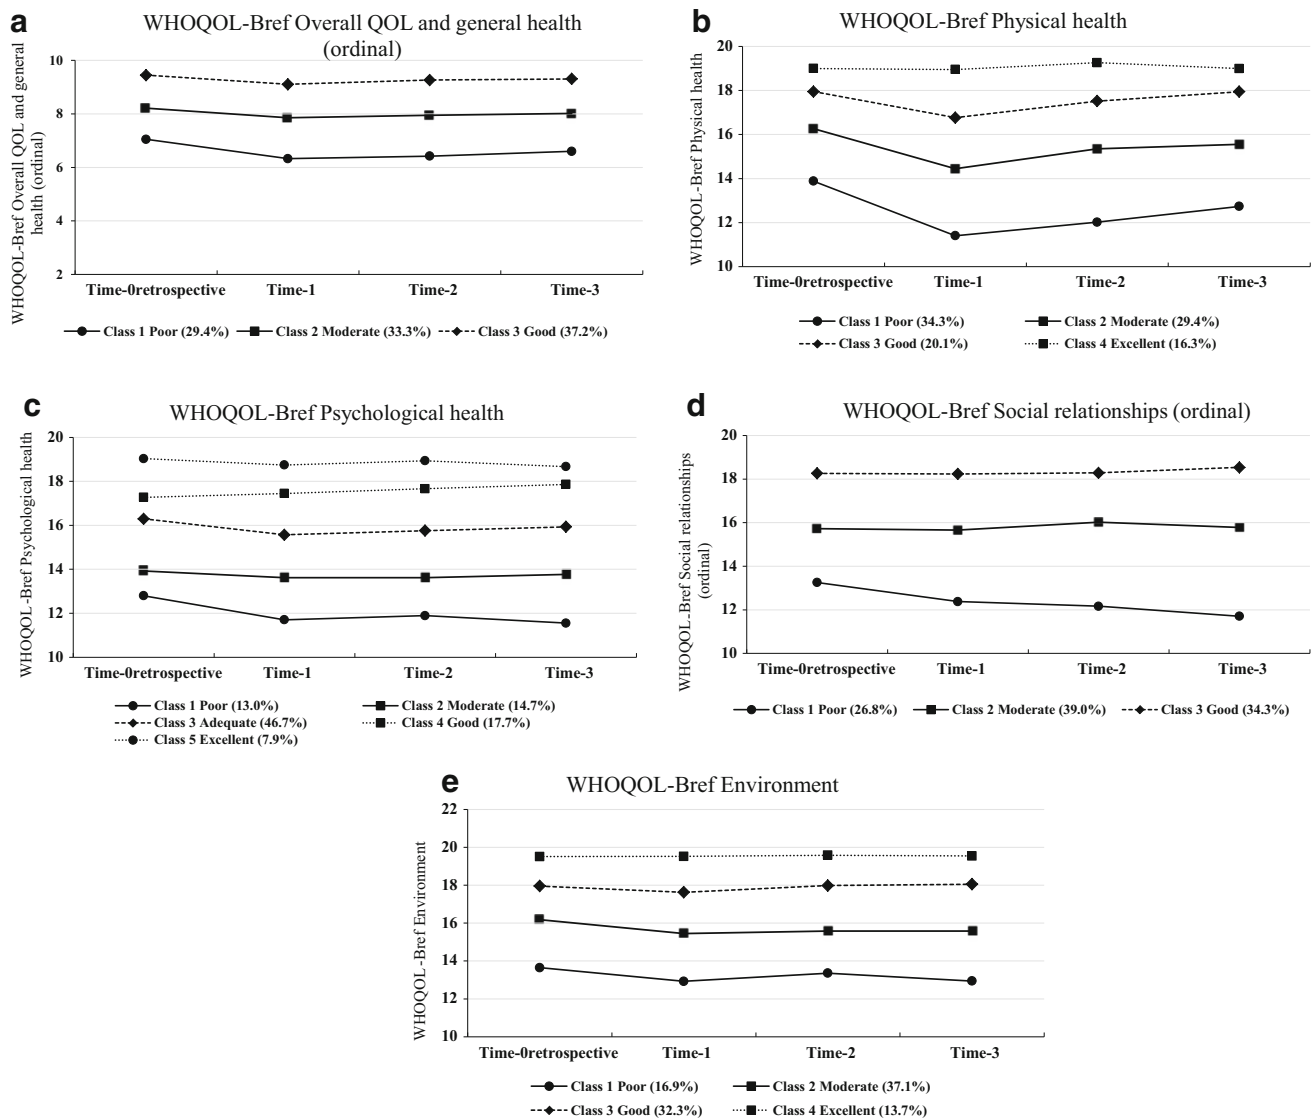 a
WHOQOL-Bref Overall QOL and general health
(ordinal)
WHOQOL-Bref Overall QOL and general
health (ordinal)
10
8
6
4
2
Time-0retrospective Time-1 Time-2 Time-3
Class 1 Poor (29.4%) Class 2 Moderate (33.3%) Class 3 Good (37.2%)
b
WHOQOL-Bref Physical health
WHOQOL-Bref Physical health
20
18
16
14
12
10
Time-0retrospective Time-1 Time-2 Time-3
Class 1 Poor (34.3%) Class 2 Moderate (29.4%)
Class 3 Good (20.1%) Class 4 Excellent (16.3%)
c
WHOQOL-Bref Psychological health
WHOQOL-Bref Psychological health
20
18
16
14
12
10
Time-0retrospective Time-1 Time-2 Time-3
Class 1 Poor (13.0%) Class 2 Moderate (14.7%)
Class 3 Adequate (46.7%) Class 4 Good (17.7%)
Class 5 Excellent (7.9%)
d
WHOQOL-Bref Social relationships (ordinal)
WHOQOL-Bref Social relationships
(ordinal)
20
18
16
14
12
10
Time-0retrospective Time-1 Time-2 Time-3
Class 1 Poor (26.8%) Class 2 Moderate (39.0%) Class 3 Good (34.3%)
e
WHOQOL-Bref Environment
WHOQOL-Bref Environment
22
20
18
16
14
12
10
Time-0retrospective Time-1 Time-2 Time-3
Class 1 Poor (16.9%) Class 2 Moderate (37.1%)
Class 3 Good (32.3%) Class 4 Excellent (13.7%)